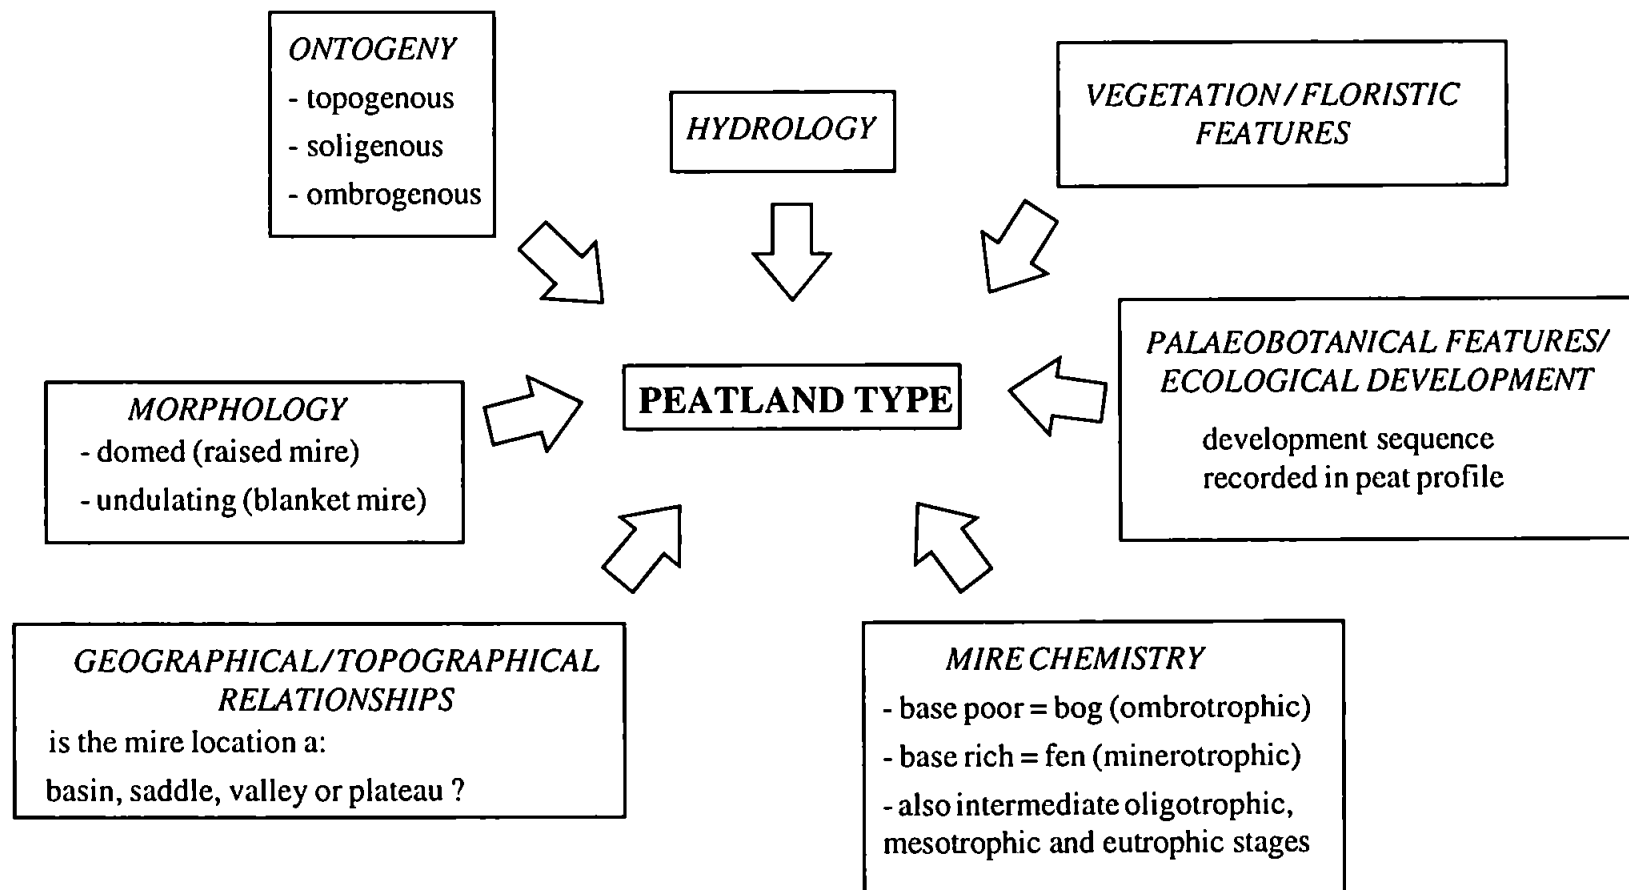 ONTOGENY
- topogenous
- soligenous
- ombrogenous
HYDROLOGY
VEGETATION / FLORISTIC
FEATURES
PALAEOBOTANICAL FEATURES/
ECOLOGICAL DEVELOPMENT
development sequence
recorded in peat profile
PEATLAND TYPE
MORPHOLOGY
- domed (raised mire)
- undulating (blanket mire)
GEOGRAPHICAL/TOPOGRAPHICAL
RELATIONSHIPS
is the mire location a:
basin, saddle, valley or plateau ?
MIRE CHEMISTRY
- base poor = bog (ombrotrophic)
- base rich = fen (minerotrophic)
- also intermediate oligotrophic,
mesotrophic and eutrophic stages